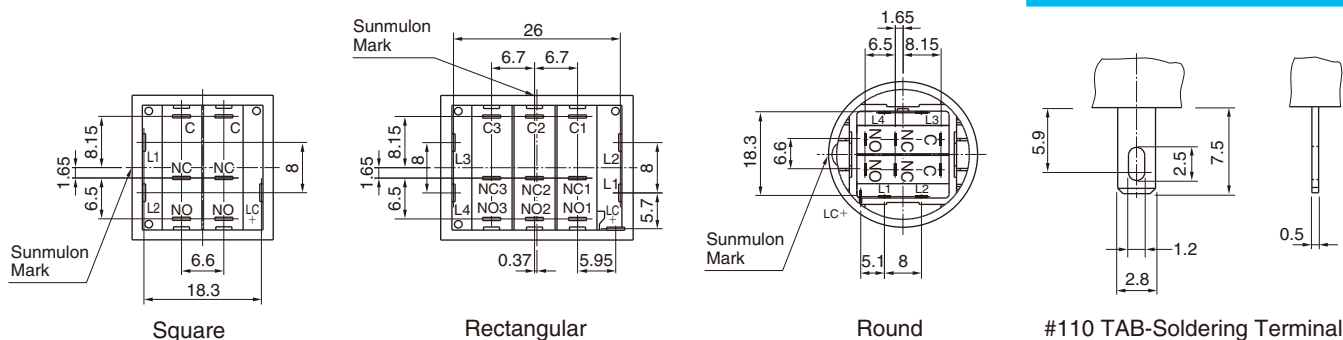 Sunmulon
Mark
8.15
1.65
6.5
8
C
C
L1
NC
NC
L2
NO
NO
LC
+
6.6
18.3
Sunmulon
Mark
Square
Sunmulon
Mark
26
6.7
6.7
8.15
1.65
6.5
8
C3
C2
C1
L3
L2
NC3
NC2
NC1
L1
L4
NO3
NO2
NO1
LC
+
8
5.7
0.37
5.95
Rectangular
1.65
6.5
8.15
18.3
6.6
L4
L3
NO
NC
C
NO
NC
C
L1
L2
LC+
Sunmulon
Mark
5.1
8
Round
5.9
2.5
7.5
1.2
2.8
0.5
#110 TAB-Soldering Terminal